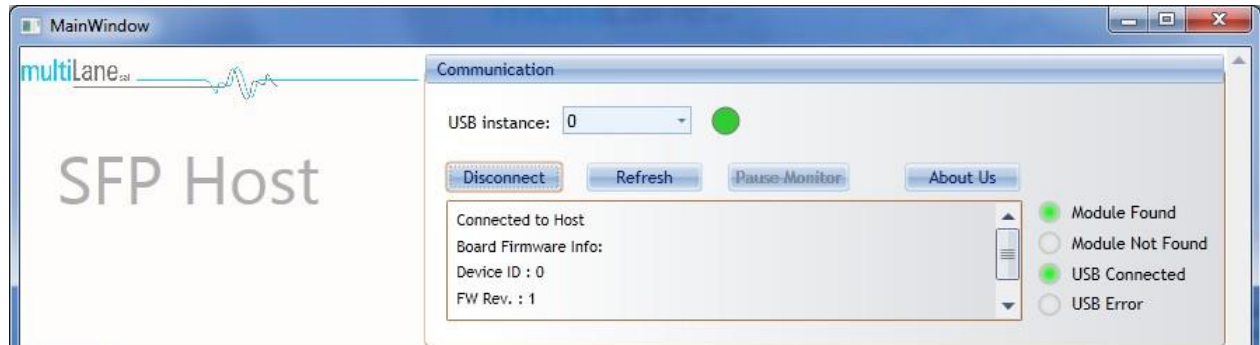 MainWindow
multiLane sal
SFP Host
Communication
USB instance: 0
Disconnect Refresh Pause Monitor About Us
Connected to Host
Board Firmware Info:
Device ID : 0
FW Rev. : 1
Module Found
Module Not Found
USB Connected
USB Error